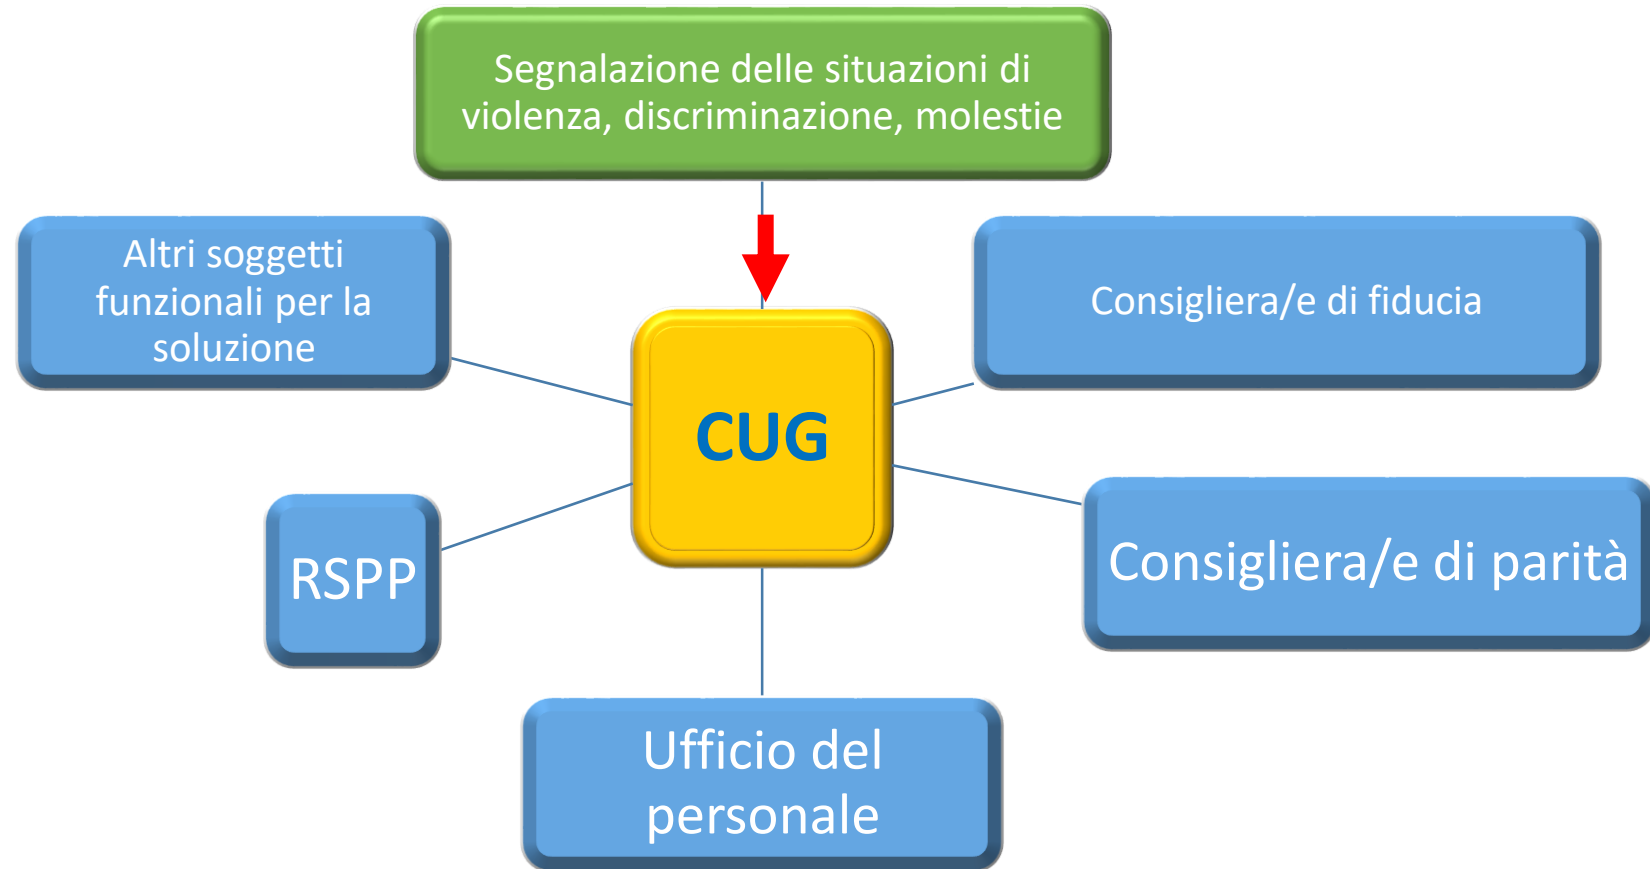 Segnalazione delle situazioni di
violenza, discriminazione, molestie
Altri soggetti
funzionali per la
soluzione
Consigliera/e di fiducia
CUG
RSPP
Consigliera/e di parità
Ufficio del
personale